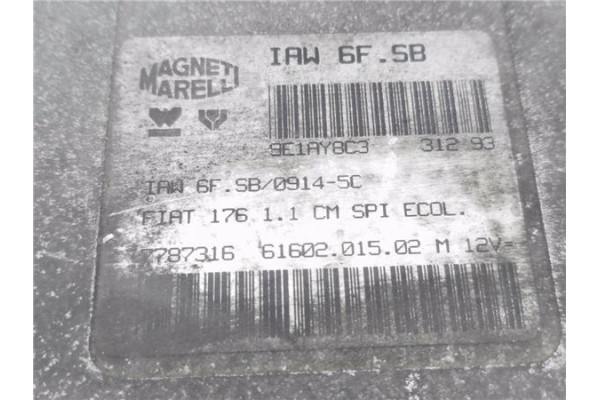 MAGNETI
MARELLI
IAW 6F.SB
9E1AY8C3 312 93
IAW 6F.SB/0914-5C
FIAT 176 1.1 CM SPI ECOL.
7787316 61602.015.02 M 12V=